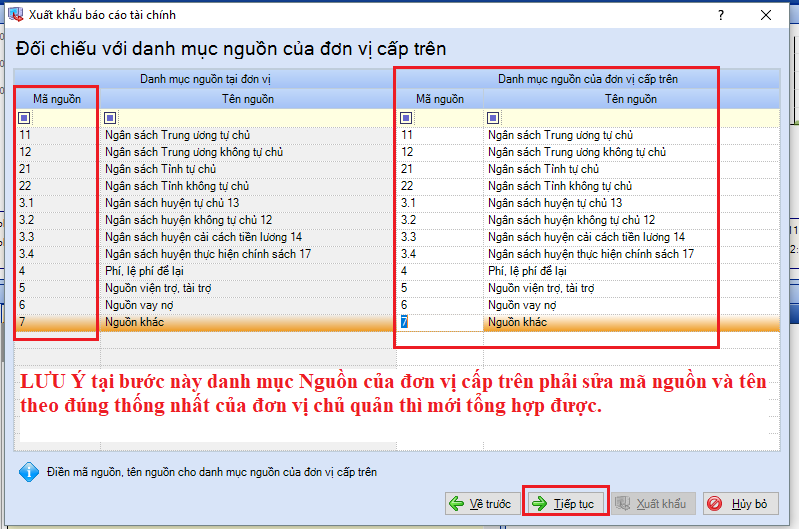 Xuất khẩu báo cáo tài chính
Đối chiếu với danh mục nguồn của đơn vị cấp trên
Danh mục nguồn tại đơn vị Danh mục nguồn của đơn vị cấp trên
Mã nguồn Tên nguồn Mã nguồn Tên nguồn
11 Ngân sách Trung ương tự chủ 11 Ngân sách Trung ương tự chủ
12 Ngân sách Trung ương không tự chủ 12 Ngân sách Trung ương không tự chủ
21 Ngân sách Tỉnh tự chủ 21 Ngân sách Tỉnh tự chủ
22 Ngân sách Tỉnh không tự chủ 22 Ngân sách Tỉnh không tự chủ
3.1 Ngân sách huyện tự chủ 13 3.1 Ngân sách huyện tự chủ 13
3.2 Ngân sách huyện không tự chủ 12 3.2 Ngân sách huyện không tự chủ 12
3.3 Ngân sách huyện cải cách tiền lương 14 3.3 Ngân sách huyện cải cách tiền lương 14
3.4 Ngân sách huyện thực hiện chính sách 17 3.4 Ngân sách huyện thực hiện chính sách 17
4 Phí, lệ phí để lại 4 Phí, lệ phí để lại
5 Nguồn viện trợ, tài trợ 5 Nguồn viện trợ, tài trợ
6 Nguồn vay nợ 6 Nguồn vay nợ
7 Nguồn khác 7 Nguồn khác
LƯU Ý tại bước này danh mục Nguồn của đơn vị cấp trên phải sửa mã nguồn và tên
theo đúng thống nhất của đơn vị chủ quản thì mới tổng hợp được.
Điền mã nguồn, tên nguồn cho danh mục nguồn của đơn vị cấp trên
Về trước Tiếp tục Xuất khẩu Hủy bỏ